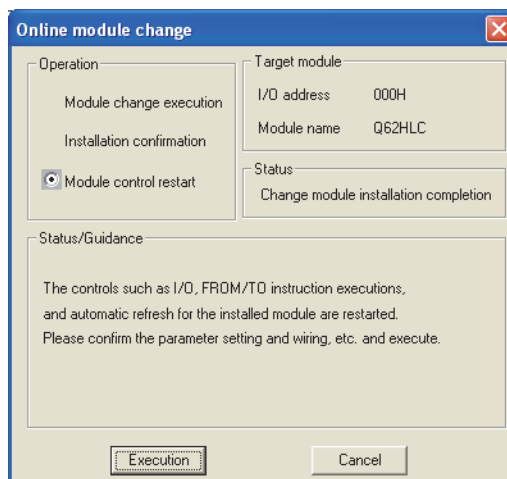 Online module change
Operation
Module change execution
Installation confirmation
Module control restart
Target module
I/O address 000H
Module name Q62HLC
Status
Change module installation completion
Status/Guidance
The controls such as I/O, FROM/TO instruction executions,
and automatic refresh for the installed module are restarted.
Please confirm the parameter setting and wiring, etc. and execute.
Execution
Cancel